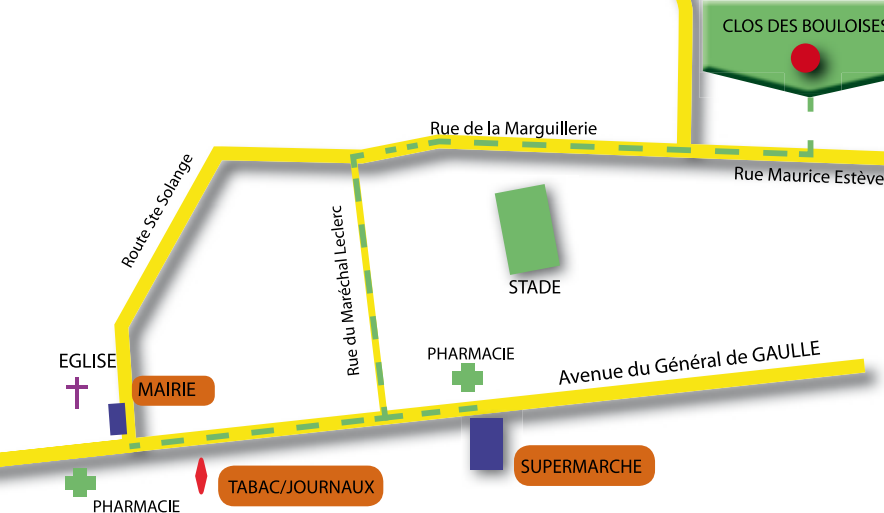 CLOS DES BOULOISES
Rue de la Marguillerie
Rue Maurice Estève
Route Ste Solange
Rue du Maréchal Leclerc
STADE
EGLISE
PHARMACIE
Avenue du Général de GAULLE
MAIRIE
SUPERMARCHE
TABAC/JOURNAUX
PHARMACIE